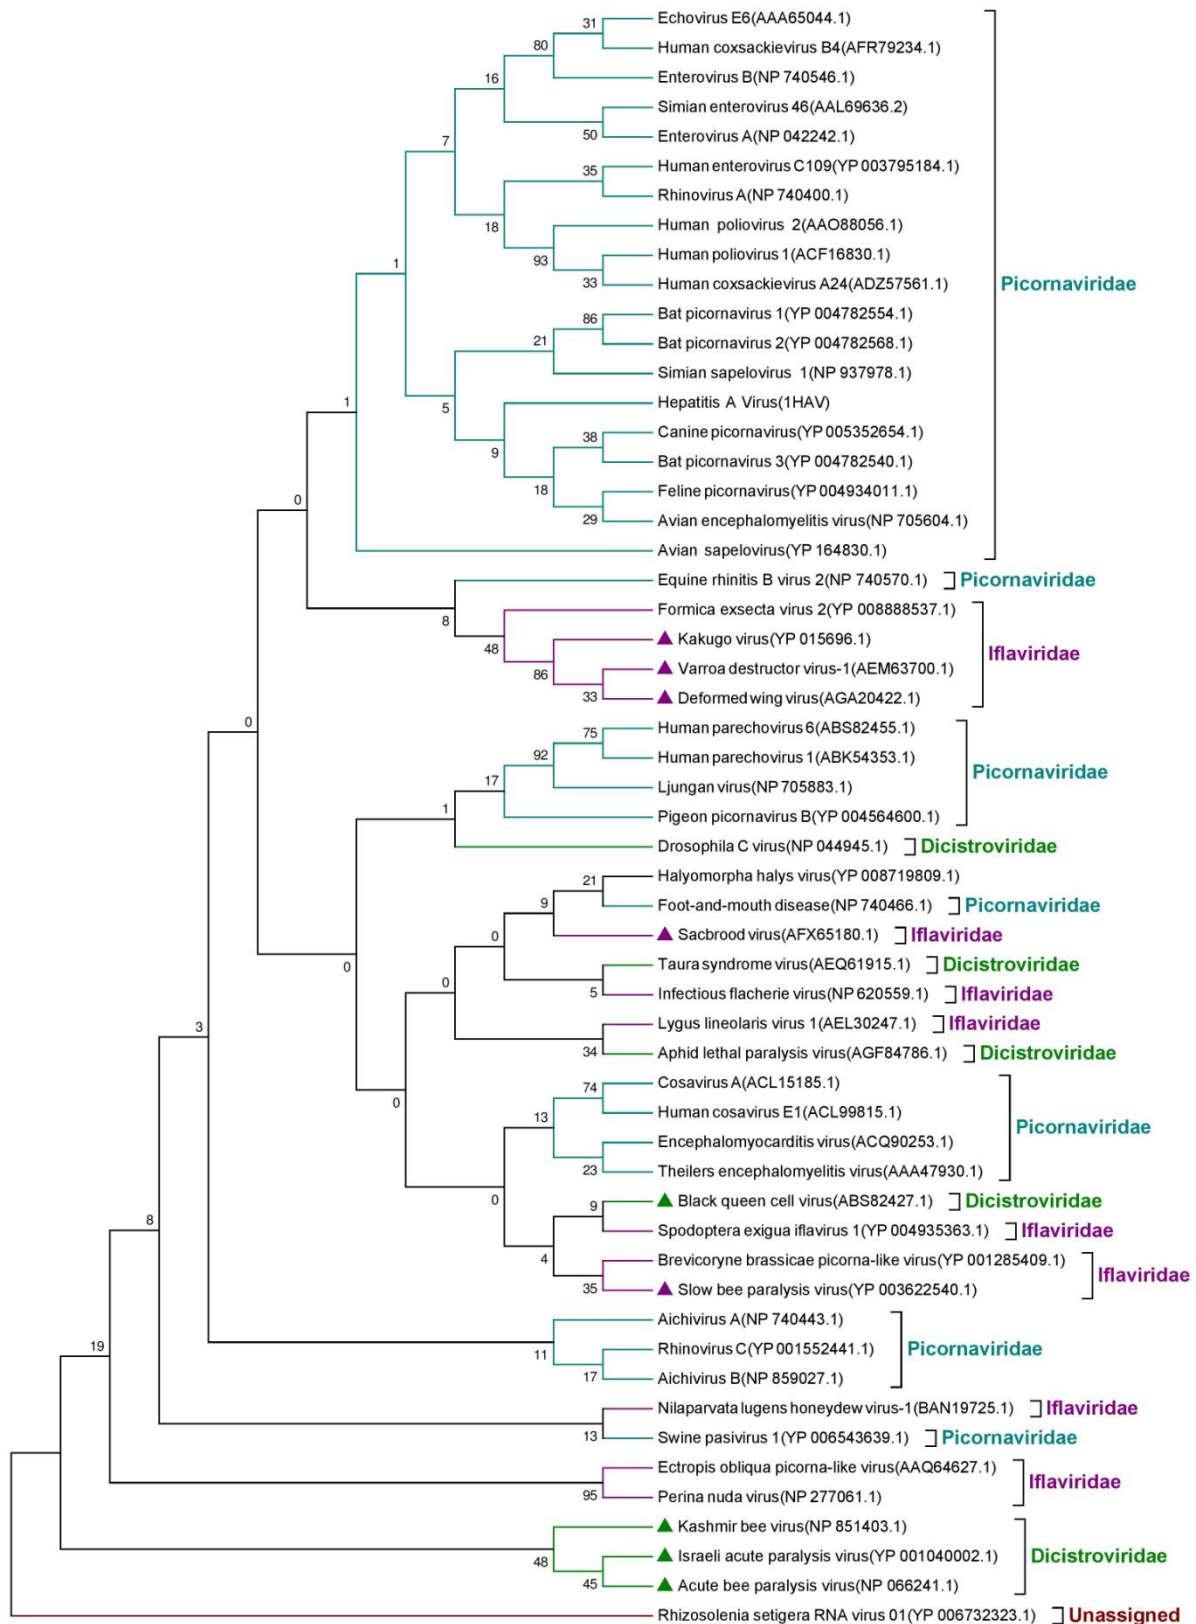 Echovirus E6(AAA65044.1)
31
Human coxsackievirus B4(AFR79234.1)
80
Enterovirus B(NP 740546.1)
16
Simian enterovirus 46(AAL69636.2)
50
Enterovirus A(NP 042242.1)
7
Human enterovirus C109(YP 003795184.1)
35
Rhinovirus A(NP 740400.1)
18
Human poliovirus 2(AAO88056.1)
93
Human poliovirus 1(ACF16830.1)
33
Human coxsackievirus A24(ADZ57561.1)
Picornaviridae
1
Bat picornavirus 1(YP 004782554.1)
86
Bat picornavirus 2(YP 004782568.1)
21
Simian sapelovirus 1(NP 937978.1)
1
5
Hepatitis A Virus(1HAV)
Canine picornavirus(YP 005352654.1)
38
9
Bat picornavirus 3(YP 004782540.1)
18
Feline picornavirus(YP 004934011.1)
0
29
Avian encephalomyelitis virus(NP 705604.1)
Avian sapelovirus(YP 164830.1)
Equine rhinitis B virus 2(NP 740570.1) Picornaviridae
8
Formica exsecta virus 2(YP 008888537.1)
48
Kakugo virus(YP 015696.1)
Iflaviridae
86
Varroa destructor virus-1(AEM63700.1)
33
Deformed wing virus(AGA20422.1)
0
Human parechovirus 6(ABS82455.1)
75
Human parechovirus 1(ABK54353.1)
92
Picornaviridae
17
Ljungan virus(NP 705883.1)
1
Pigeon picornavirus B(YP 004564600.1)
Drosophila C virus(NP 044945.1) Dicistroviridae
Halyomorpha halys virus(YP 008719809.1)
21
9
Foot-and-mouth disease(NP 740466.1) Picornaviridae
0
Sacbrood virus(AFX65180.1) Iflaviridae
0
Taura syndrome virus(AEQ61915.1) Dicistroviridae
0
5
Infectious flacherie virus(NP 620559.1) Iflaviridae
3
Lygus lineolaris virus 1(AEL30247.1) Iflaviridae
34
Aphid lethal paralysis virus(AGF84786.1) Dicistroviridae
0
Cosavirus A(ACL15185.1)
74
Human cosavirus E1(ACL99815.1)
13
Picornaviridae
Encephalomyocarditis virus(ACQ90253.1)
23
Theilers encephalomyelitis virus(AAA47930.1)
0
Black queen cell virus(ABS82427.1) Dicistroviridae
9
8
Spodoptera exigua iflavirus 1(YP 004935363.1) Iflaviridae
4
Brevicoryne brassicae picorna-like virus(YP 001285409.1)
Iflaviridae
35
Slow bee paralysis virus(YP 003622540.1)
Aichivirus A(NP 740443.1)
19
11
Rhinovirus C(YP 001552441.1)
Picornaviridae
17
Aichivirus B(NP 859027.1)
Nilaparvata lugens honeydew virus-1(BAN19725.1) Iflaviridae
13
Swine pasivirus 1(YP 006543639.1) Picornaviridae
Ectropis obliqua picorna-like virus(AAQ64627.1)
Iflaviridae
95
Perina nuda virus(NP 277061.1)
Kashmir bee virus(NP 851403.1)
48
Israeli acute paralysis virus(YP 001040002.1)
Dicistroviridae
45
Acute bee paralysis virus(NP 066241.1)
Rhizosolenia setigera RNA virus 01(YP 006732323.1) Unassigned